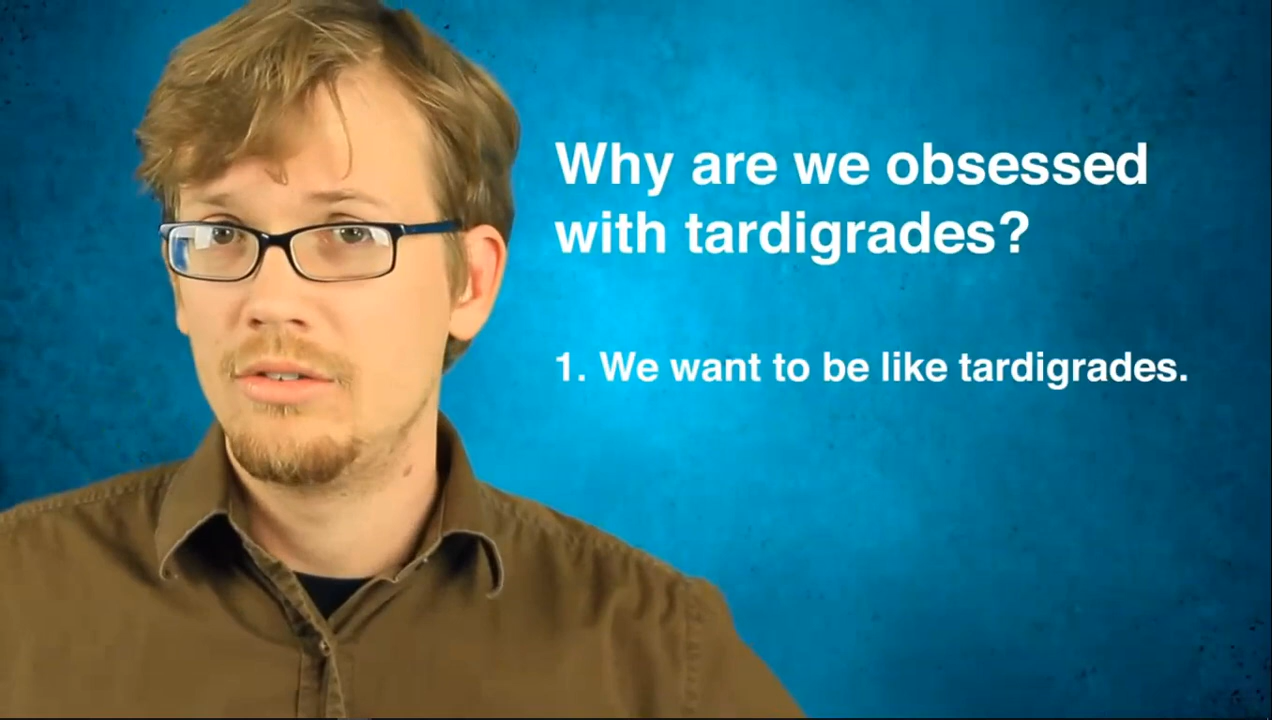 Why are we obsessed
with tardigrades?
1. We want to be like tardigrades.